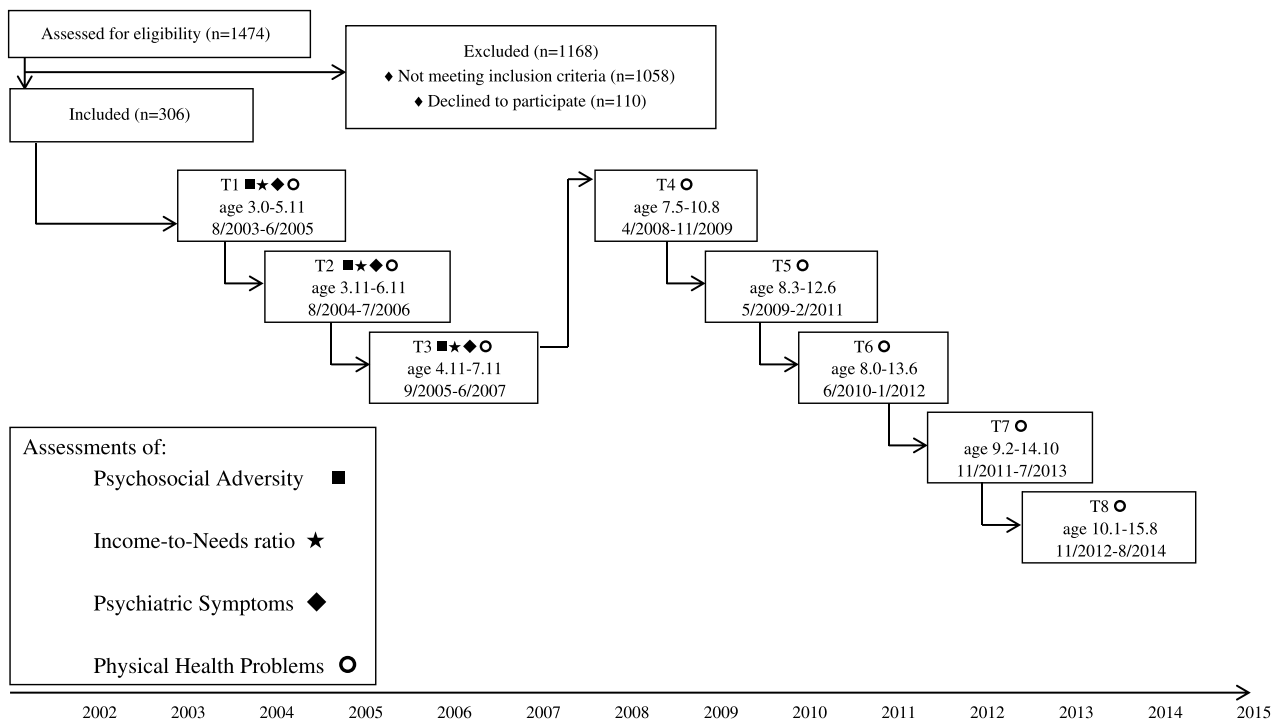 Assessed for eligibility (n=1474)
Excluded (n=1168)
♦ Not meeting inclusion criteria (n=1058)
♦ Declined to participate (n=110)
Included (n=306)
T1 ■★◆O
age 3.0-5.11
8/2003-6/2005
T2 ■★◆O
age 3.11-6.11
8/2004-7/2006
T3 ■★◆O
age 4.11-7.11
9/2005-6/2007
T4 O
age 7.5-10.8
4/2008-11/2009
T5 O
age 8.3-12.6
5/2009-2/2011
T6 O
age 8.0-13.6
6/2010-1/2012
T7 O
age 9.2-14.10
11/2011-7/2013
T8 O
age 10.1-15.8
11/2012-8/2014
Assessments of:
Psychosocial Adversity ■
Income-to-Needs ratio ★
Psychiatric Symptoms ◆
Physical Health Problems O
2002 2003 2004 2005 2006 2007 2008 2009 2010 2011 2012 2013 2014 2015